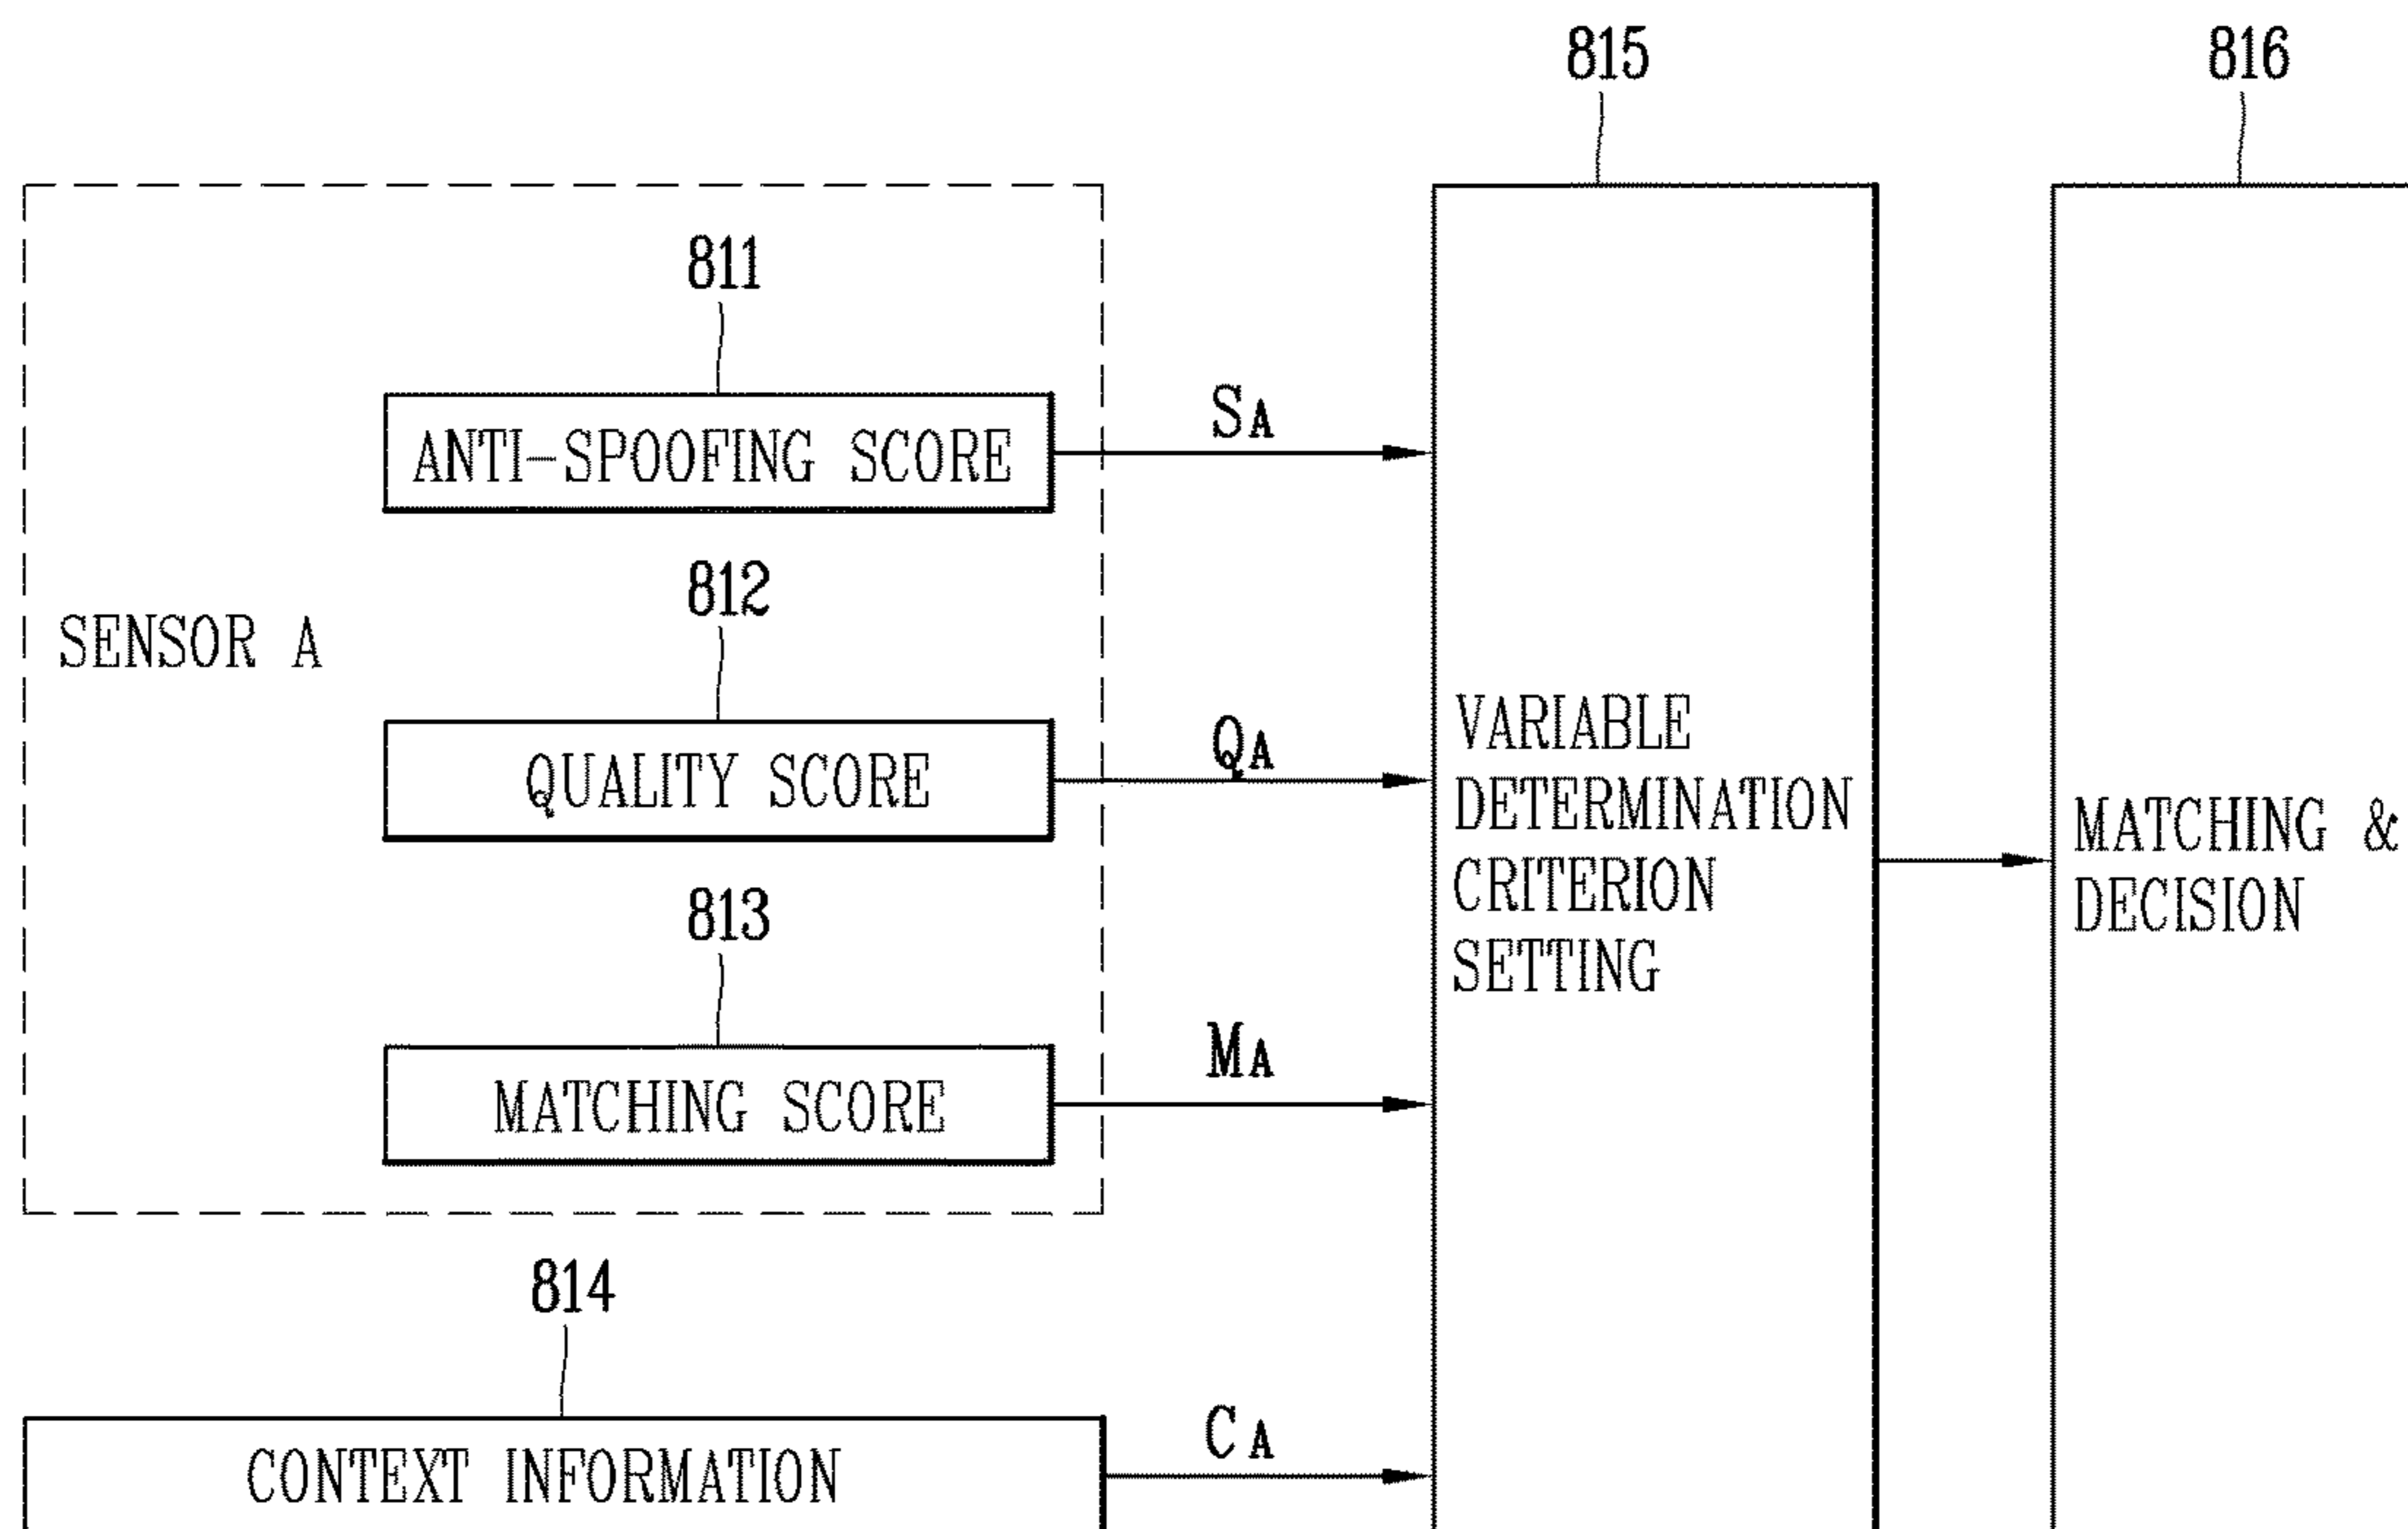 815
816
811
ANTI-SPOOFING SCORE
SA
812
SENSOR A
QUALITY SCORE
QA
VARIABLE
DETERMINATION
CRITERION
SETTING
MATCHING &
DECISION
813
MATCHING SCORE
MA
814
CONTEXT INFORMATION
CA